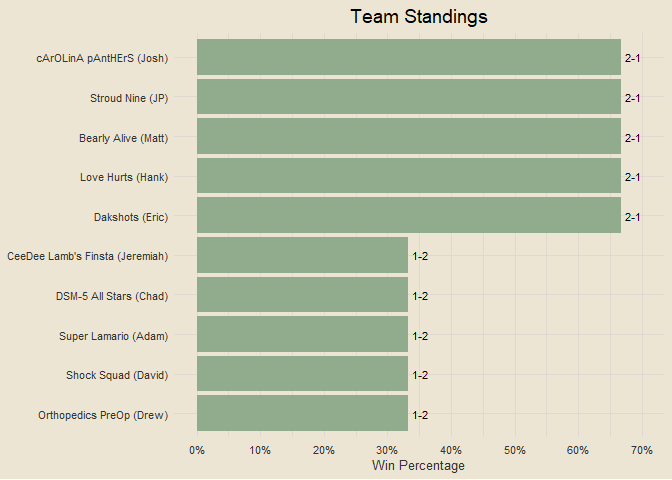 Team Standings
cArOLinA pAntHErS (Josh) 2-1
Stroud Nine (JP) 2-1
Bearly Alive (Matt) 2-1
Love Hurts (Hank) 2-1
Dakshots (Eric) 2-1
CeeDee Lamb's Finsta (Jeremiah) 1-2
DSM-5 All Stars (Chad) 1-2
Super Lamario (Adam) 1-2
Shock Squad (David) 1-2
Orthopedics PreOp (Drew) 1-2
0% 10% 20% 30% 40% 50% 60% 70%
Win Percentage